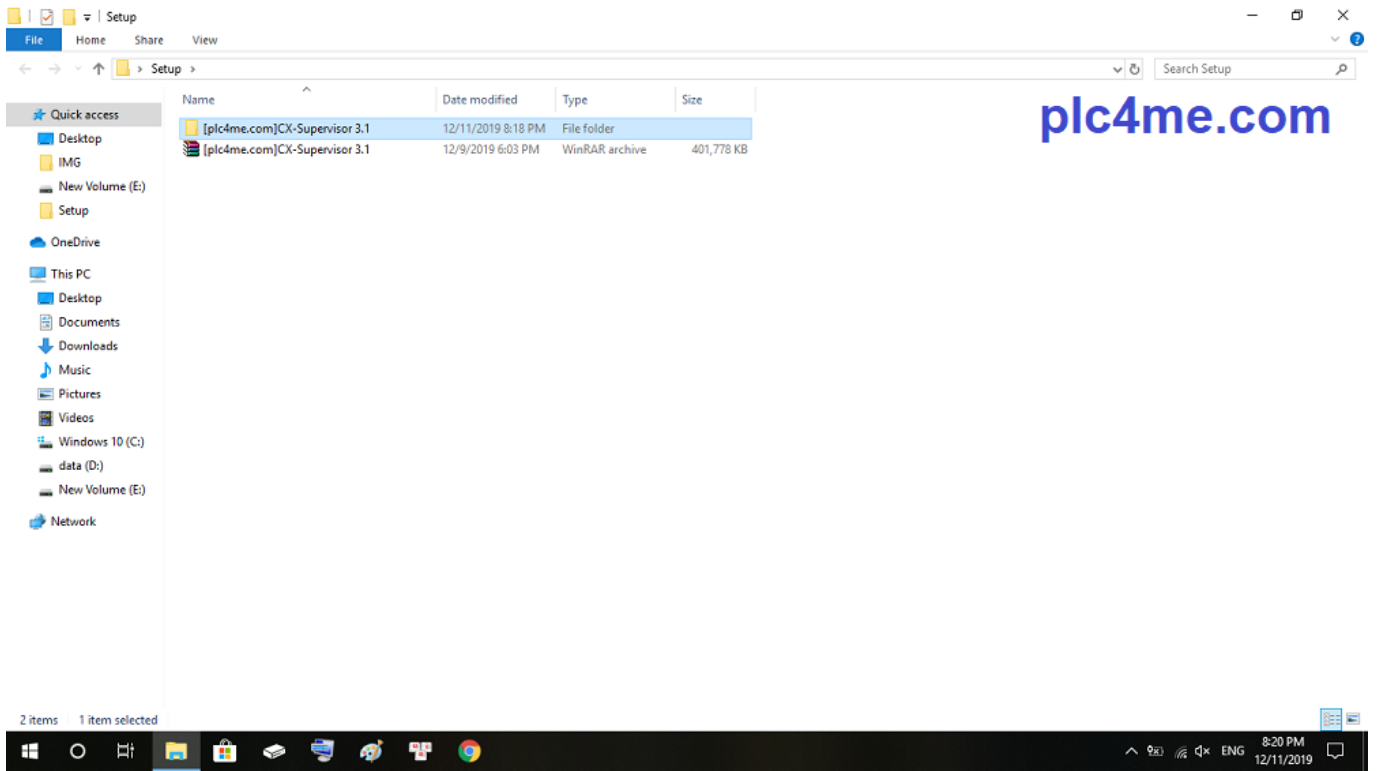 Setup
File Home Share View
Setup
Search Setup
plc4me.com
Name Date modified Type Size
[plc4me.com]CX-Supervisor 3.1 12/11/2019 8:18 PM File folder
[plc4me.com]CX-Supervisor 3.1 12/9/2019 6:03 PM WinRAR archive 401,778 KB
Quick access
Desktop
IMG
New Volume (E:)
Setup
OneDrive
This PC
Desktop
Documents
Downloads
Music
Pictures
Videos
Windows 10 (C:)
data (D:)
New Volume (E:)
Network
2 items 1 item selected
ENG
8:20 PM
12/11/2019